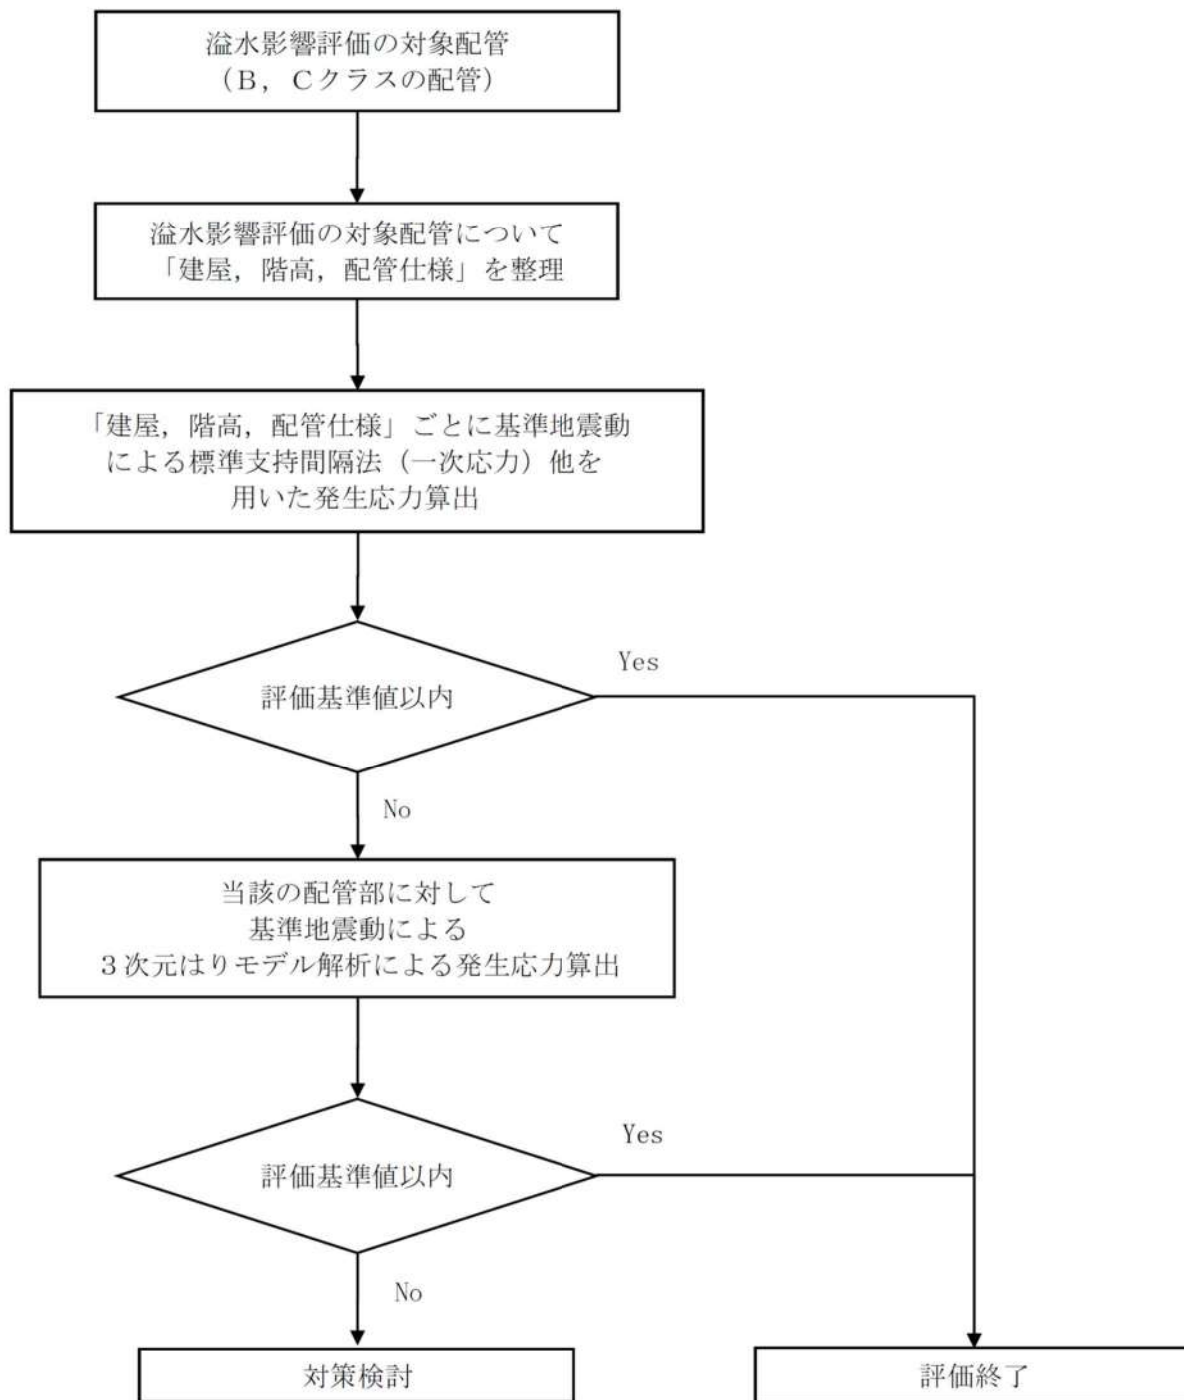 溢水影響評価の対象配管
（Ｂ，Ｃクラスの配管）
溢水影響評価の対象配管について
「建屋，階高，配管仕様」を整理
「建屋，階高，配管仕様」ごとに基準地震動
による標準支持間隔法（一次応力）他を
用いた発生応力算出
評価基準値以内
Yes
No
当該の配管部に対して
基準地震動による
３次元はりモデル解析による発生応力算出
評価基準値以内
Yes
No
対策検討
評価終了